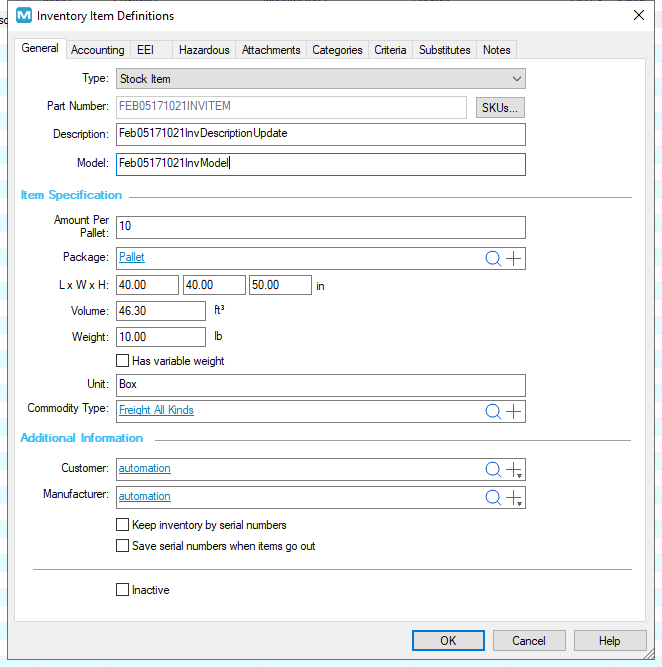 Inventory Item Definitions
General Accounting EEI Hazardous Attachments Categories Criteria Substitutes Notes
Type: Stock Item
Part Number: FEB05171021INVITEM SKUs...
Description: Feb05171021InvDescriptionUpdate
Model: Feb05171021InvModel
Item Specification
Amount Per
Pallet: 10
Package: Pallet
L x W x H: 40.00 40.00 50.00 in
Volume: 46.30 ft³
Weight: 10.00 lb
Has variable weight
Unit: Box
Commodity Type: Freight All Kinds
Additional Information
Customer: automation
Manufacturer: automation
Keep inventory by serial numbers
Save serial numbers when items go out
Inactive
OK Cancel Help